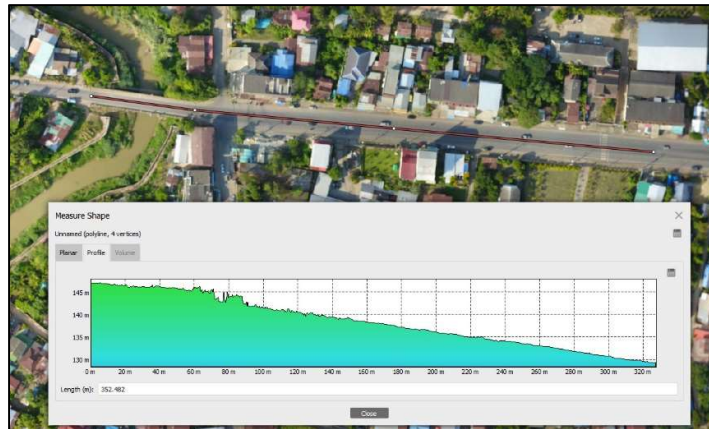 Measure Shape
Unnamed (polyline, 4 vertices)
Planar Profile Volume
145 m
140 m
135 m
130 m
0 m 20 m 40 m 60 m 80 m 100 m 120 m 140 m 160 m 180 m 200 m 220 m 240 m 260 m 280 m 300 m 320 m
Length (m): 352.482
Close